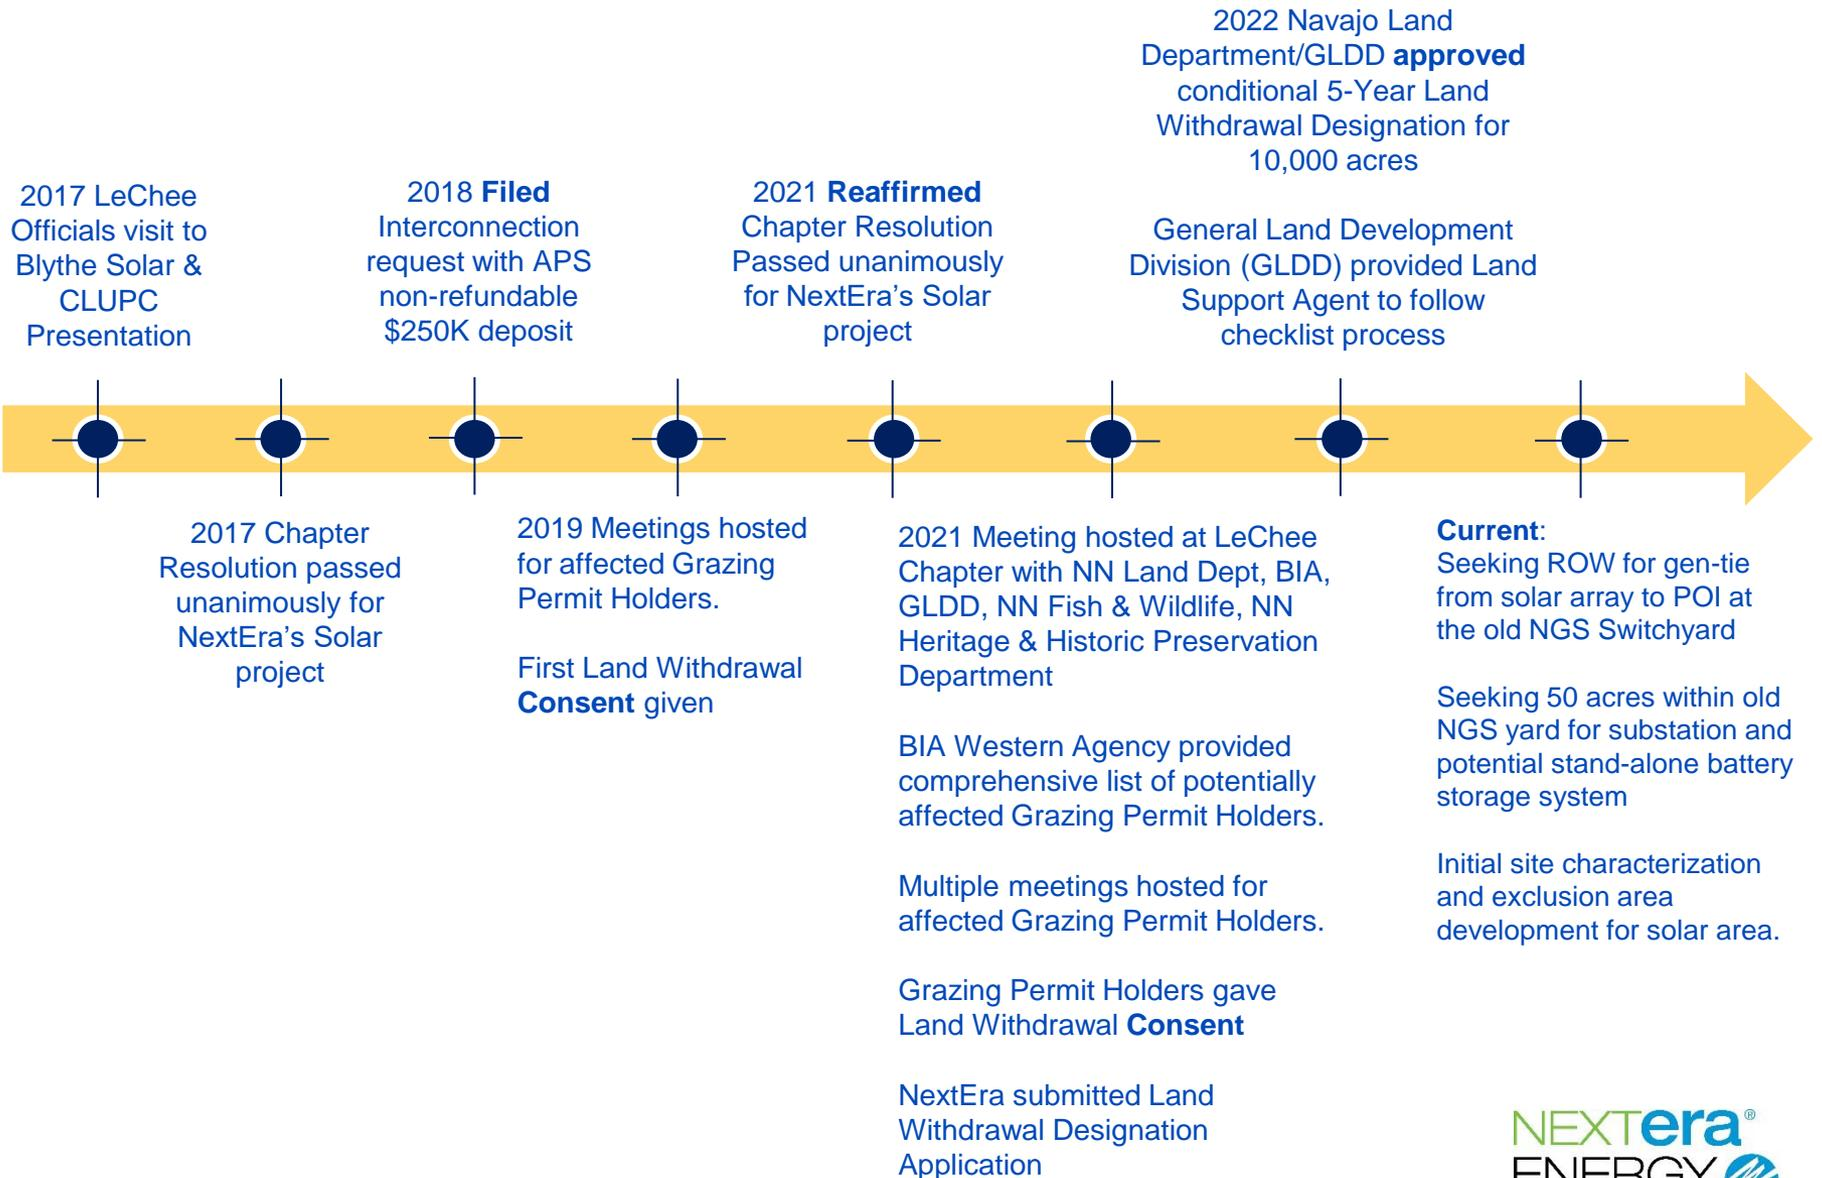 2017 LeChee
Officials visit to
Blythe Solar &
CLUPC
Presentation
2017 Chapter
Resolution passed
unanimously for
NextEra’s Solar
project
2018 Filed
Interconnection
request with APS
non-refundable
$250K deposit
2019 Meetings hosted
for affected Grazing
Permit Holders.
First Land Withdrawal
Consent given
2021 Reaffirmed
Chapter Resolution
Passed unanimously
for NextEra’s Solar
project
2021 Meeting hosted at LeChee
Chapter with NN Land Dept, BIA,
GLDD, NN Fish & Wildlife, NN
Heritage & Historic Preservation
Department
BIA Western Agency provided
comprehensive list of potentially
affected Grazing Permit Holders.
Multiple meetings hosted for
affected Grazing Permit Holders.
Grazing Permit Holders gave
Land Withdrawal Consent
NextEra submitted Land
Withdrawal Designation
Application
2022 Navajo Land
Department/GLDD approved
conditional 5-Year Land
Withdrawal Designation for
10,000 acres
General Land Development
Division (GLDD) provided Land
Support Agent to follow
checklist process
Current:
Seeking ROW for gen-tie
from solar array to POI at
the old NGS Switchyard
Seeking 50 acres within old
NGS yard for substation and
potential stand-alone battery
storage system
Initial site characterization
and exclusion area
development for solar area.
NEXTera®
ENERGY